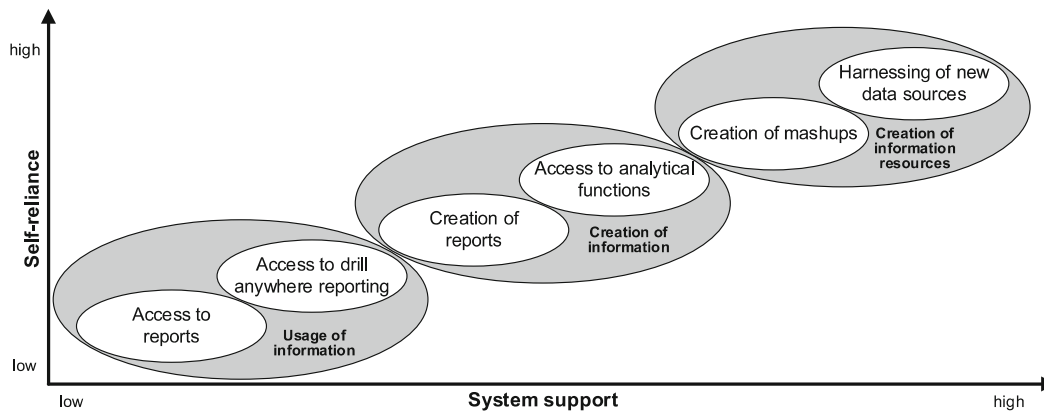 high
Harnessing of new
data sources
Creation of mashups
Creation of
information
resources
Access to analytical
functions
Creation of
reports
Creation of
information
Self-reliance
Access to drill
anywhere reporting
Access to
reports
Usage of
information
low
low
System support
high